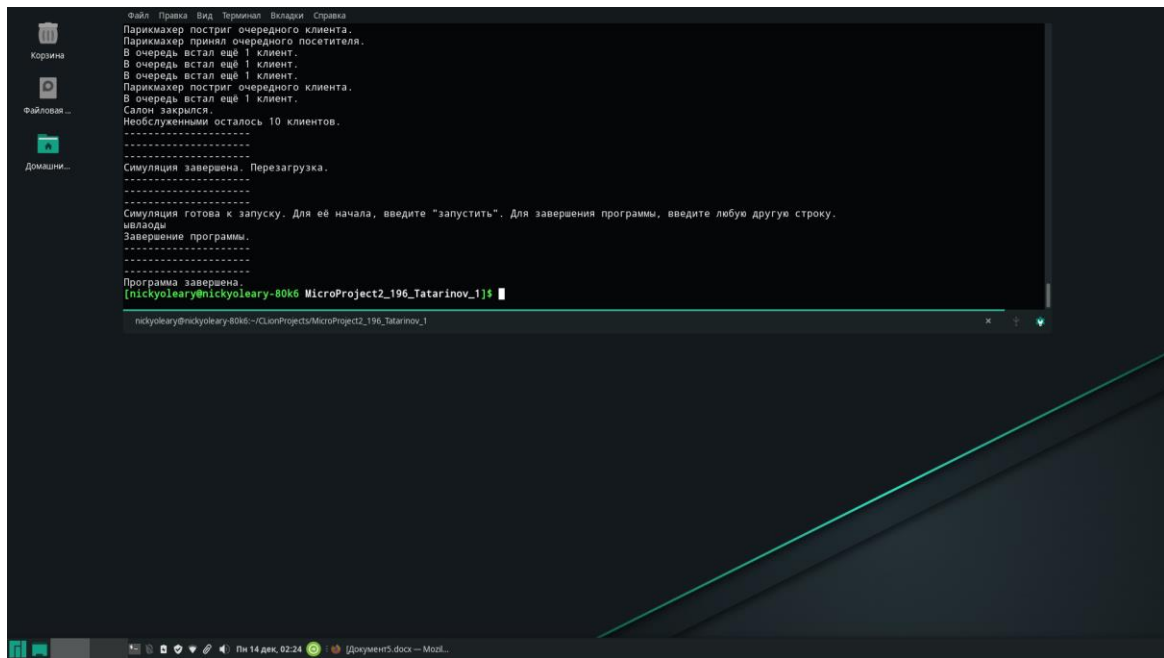 Файл Правка Вид Терминал Вкладки Справка
Парикмахер постриг очередного клиента.
Парикмахер принял очередного посетителя.
В очередь встал ещё 1 клиент.
В очередь встал ещё 1 клиент.
В очередь встал ещё 1 клиент.
Парикмахер постриг очередного клиента.
В очередь встал ещё 1 клиент.
Салон закрылся.
Необслуженными осталось 10 клиентов.
---------------------
---------------------
---------------------
Симуляция завершена. Перезагрузка.
---------------------
---------------------
---------------------
Симуляция готова к запуску. Для её начала, введите "запустить". Для завершения программы, введите любую другую строку.
ывлаоды
Завершение программы.
---------------------
---------------------
---------------------
Программа завершена.
[nickyoleary@nickyoleary-80k6 MicroProject2_196_Tatarinov_1]$
nickyoleary@nickyoleary-80k6:~/CLionProjects/MicroProject2_196_Tatarinov_1
Корзина
Файловая ...
Домашни...
Пн 14 дек, 02:24
[Документ5.docx — Mozil...